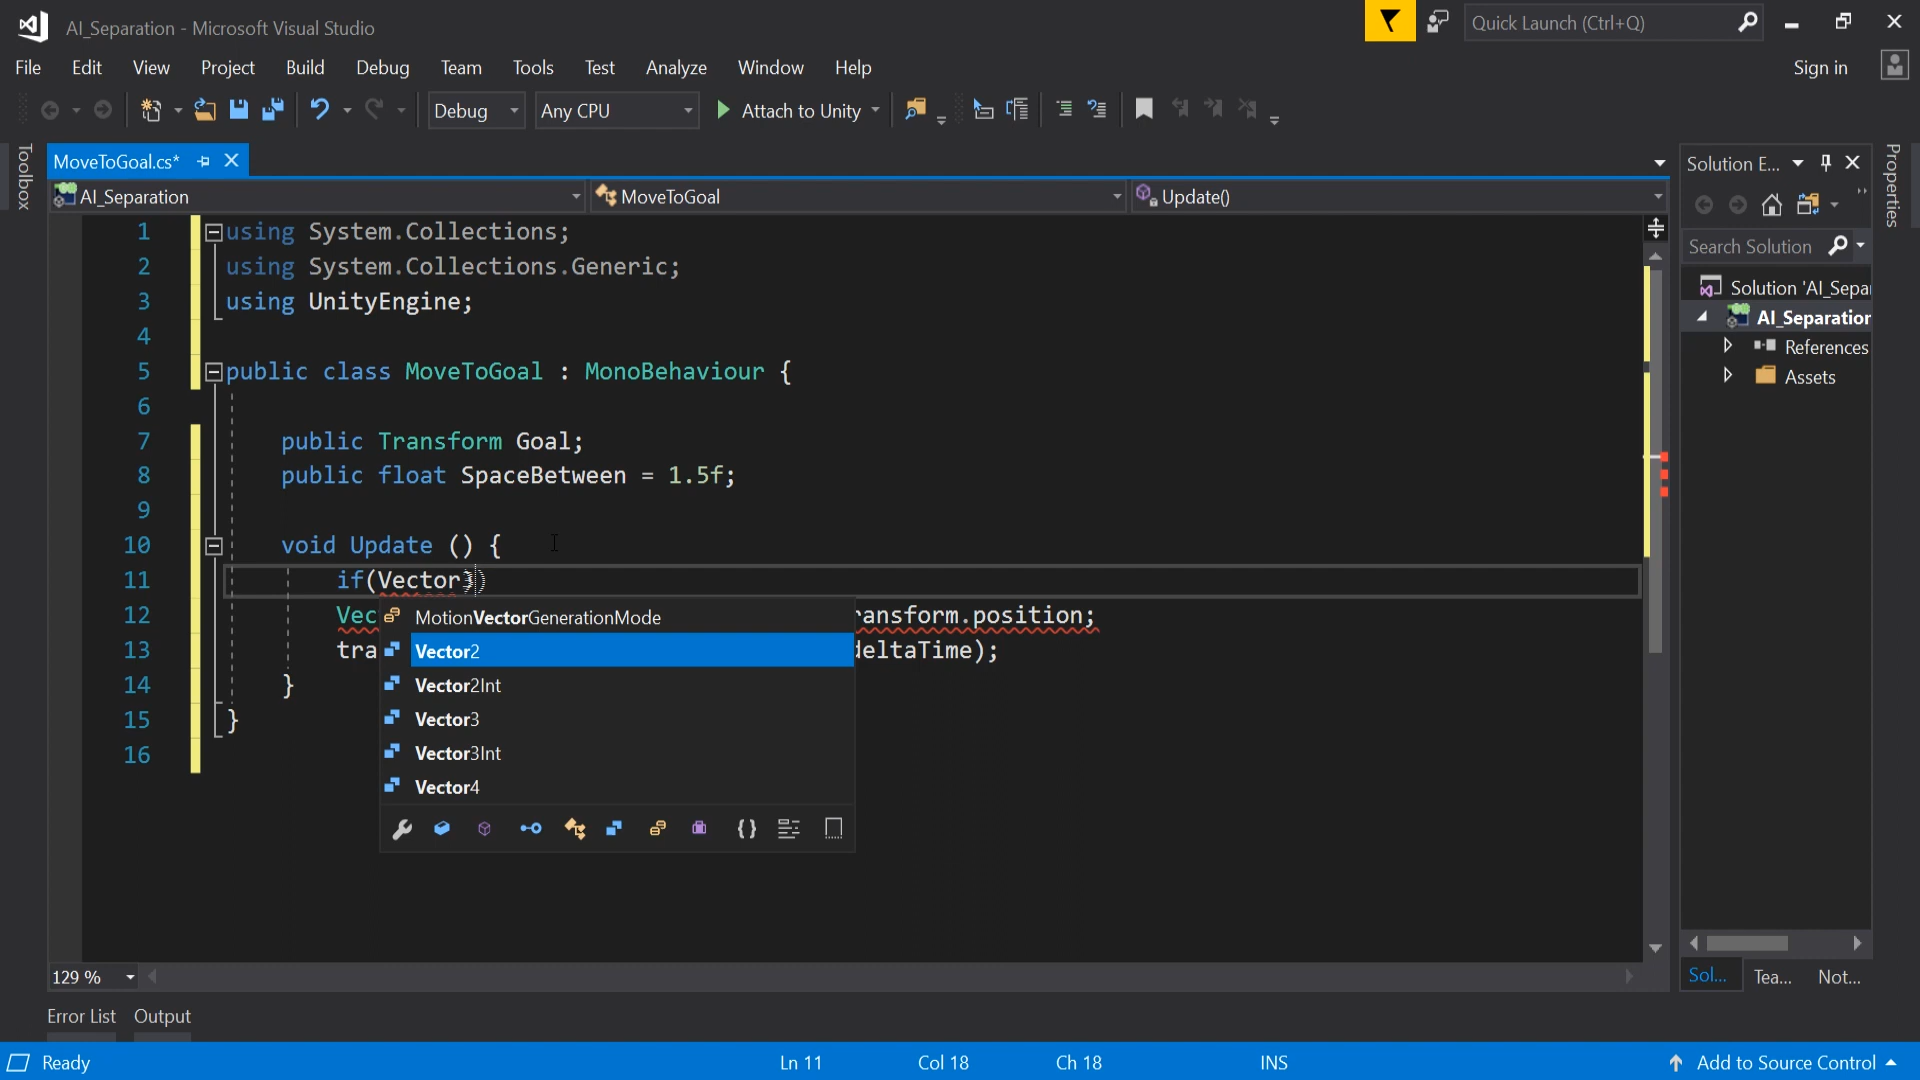 AI_Separation - Microsoft Visual Studio
Quick Launch (Ctrl+Q)
File Edit View Project Build Debug Team Tools Test Analyze Window Help
Sign in
Debug Any CPU Attach to Unity
Toolbox
MoveToGoal.cs*
AI_Separation MoveToGoal Update()
1 using System.Collections;
2 using System.Collections.Generic;
3 using UnityEngine;
4
5 public class MoveToGoal : MonoBehaviour {
6
7 public Transform Goal;
8 public float SpaceBetween = 1.5f;
9
10 void Update () {
11 if(Vector3)
12 Vec ansform.position;
13 tra deltaTime);
14 }
15 }
16
MotionVectorGenerationMode
Vector2
Vector2Int
Vector3
Vector3Int
Vector4
129 %
Solution E...
Search Solution
Solution 'AI_Sepa
AI_Separation
References
Assets
Sol... Tea... Not...
Properties
Error List Output
Ready Ln 11 Col 18 Ch 18 INS Add to Source Control